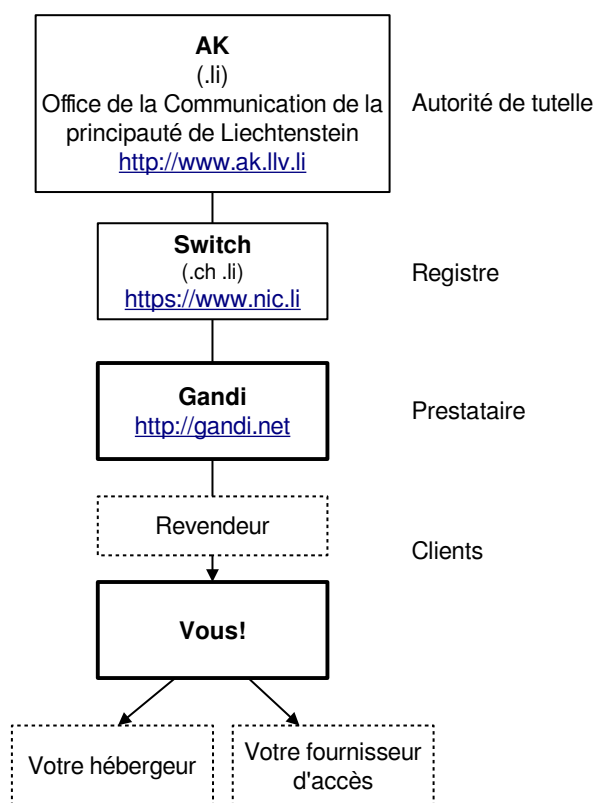 AK
(.li)
Office de la Communication de la
principauté de Liechtenstein
http://www.ak.llv.li
Autorité de tutelle
Switch
(.ch .li)
https://www.nic.li
Registre
Gandi
http://gandi.net
Prestataire
Revendeur
Clients
Vous!
Votre hébergeur
Votre fournisseur
d'accès